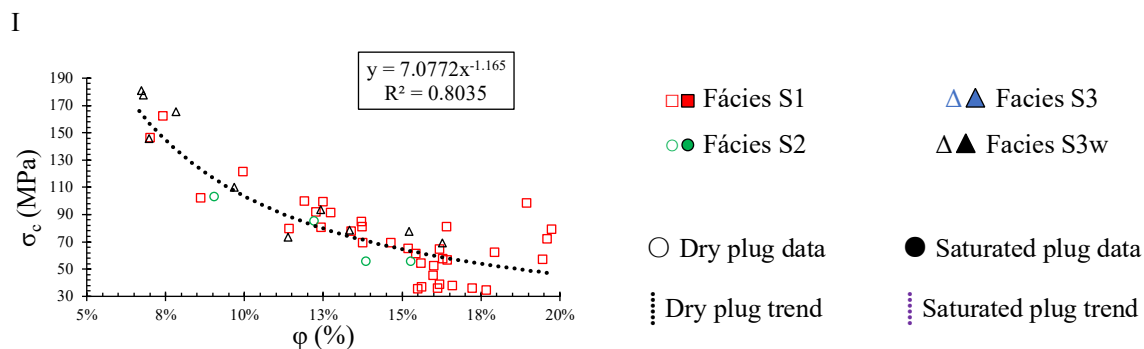 I
y = 7.0772x^-1.165
R² = 0.8035
σc (MPa)
190
170
150
130
110
90
70
50
30
5% 8% 10% 13% 15% 18% 20%
φ (%)
Fácies S1
Facies S3
Fácies S2
Facies S3w
Dry plug data
Saturated plug data
Dry plug trend
Saturated plug trend